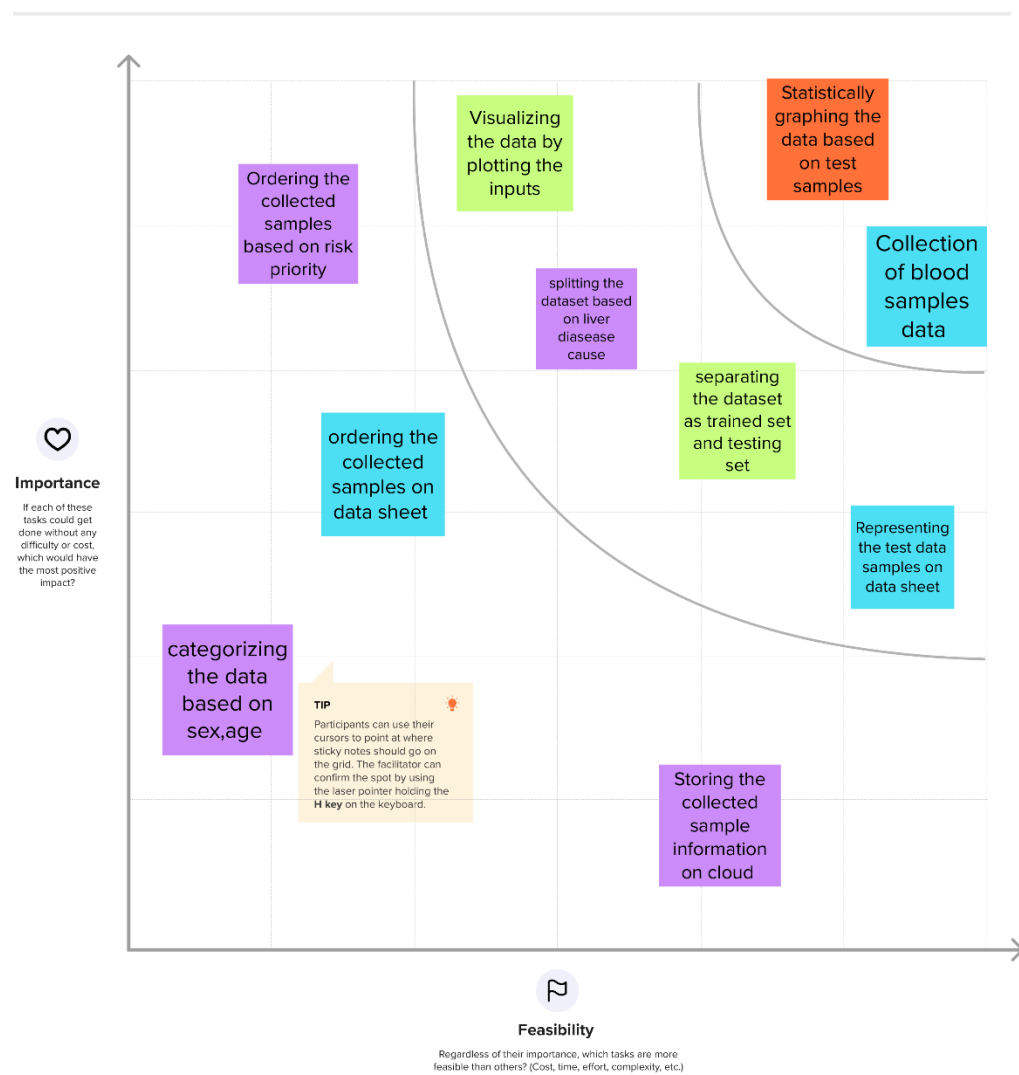 Statistically
graphing the
data based
on test
samples
Visualizing
the data by
plotting the
inputs
Ordering the
collected
samples
based on risk
priority
Collection
of blood
samples
data
splitting the
dataset based
on liver
diasease
cause
separating
the dataset
as trained set
and testing
set
ordering the
collected
samples on
data sheet
Importance
If each of these
tasks could get
done without any
difficulty or cost,
which would have
the most positive
impact?
Representing
the test data
samples on
data sheet
categorizing
the data
based on
sex,age
TIP
Participants can use their
cursors to point at where
sticky notes should go on
the grid. The facilitator can
confirm the spot by using
the laser pointer holding the
H key on the keyboard.
Storing the
collected
sample
information
on cloud
Feasibility
Regardless of their importance, which tasks are more
feasible than others? (Cost, time, effort, complexity, etc.)